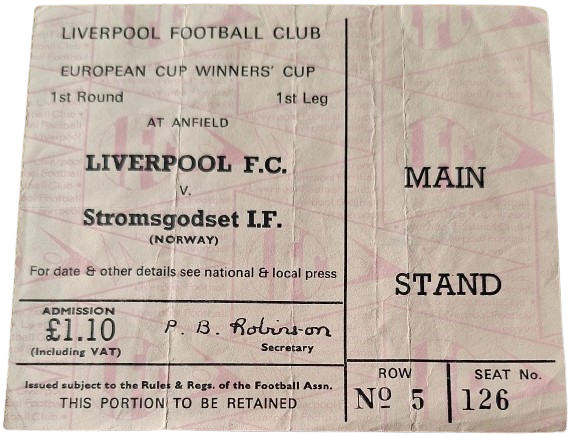 LIVERPOOL FOOTBALL CLUB
EUROPEAN CUP WINNERS' CUP
1st Round 1st Leg
AT ANFIELD
LIVERPOOL F.C.
V.
Stromsgodset I.F.
(NORWAY)
For date & other details see national & local press
ADMISSION
£1.10
(Including VAT)
P. B. Robinson
Secretary
Issued subject to the Rules & Regs. of the Football Assn.
THIS PORTION TO BE RETAINED
MAIN
STAND
ROW
Nº 5
SEAT No.
126